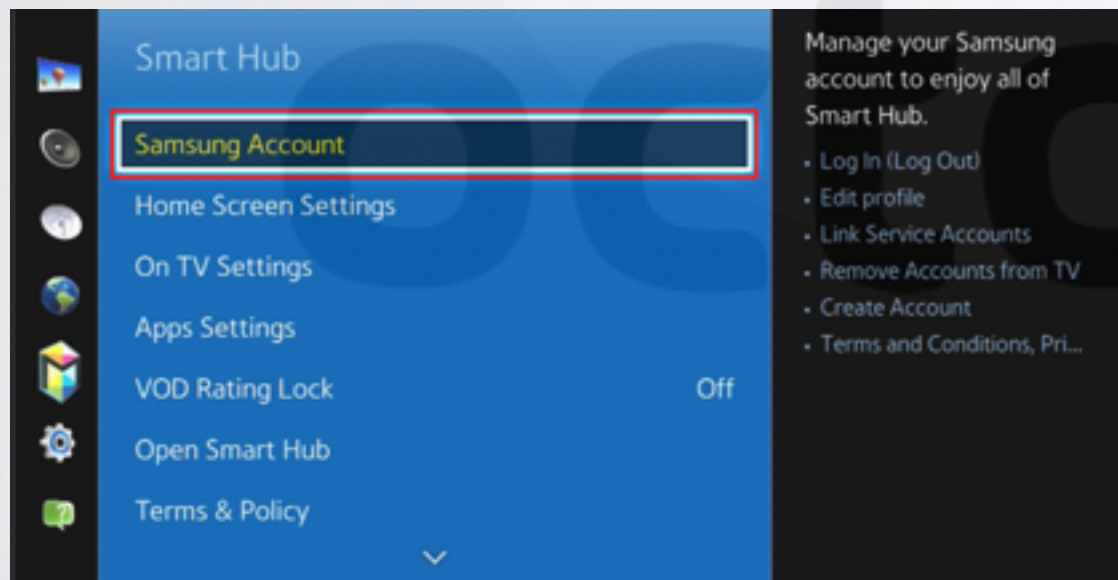 Smart Hub
Samsung Account
Home Screen Settings
On TV Settings
Apps Settings
VOD Rating Lock Off
Open Smart Hub
Terms & Policy
Manage your Samsung
account to enjoy all of
Smart Hub.
• Log In (Log Out)
• Edit profile
• Link Service Accounts
• Remove Accounts from TV
• Create Account
• Terms and Conditions, Pri...